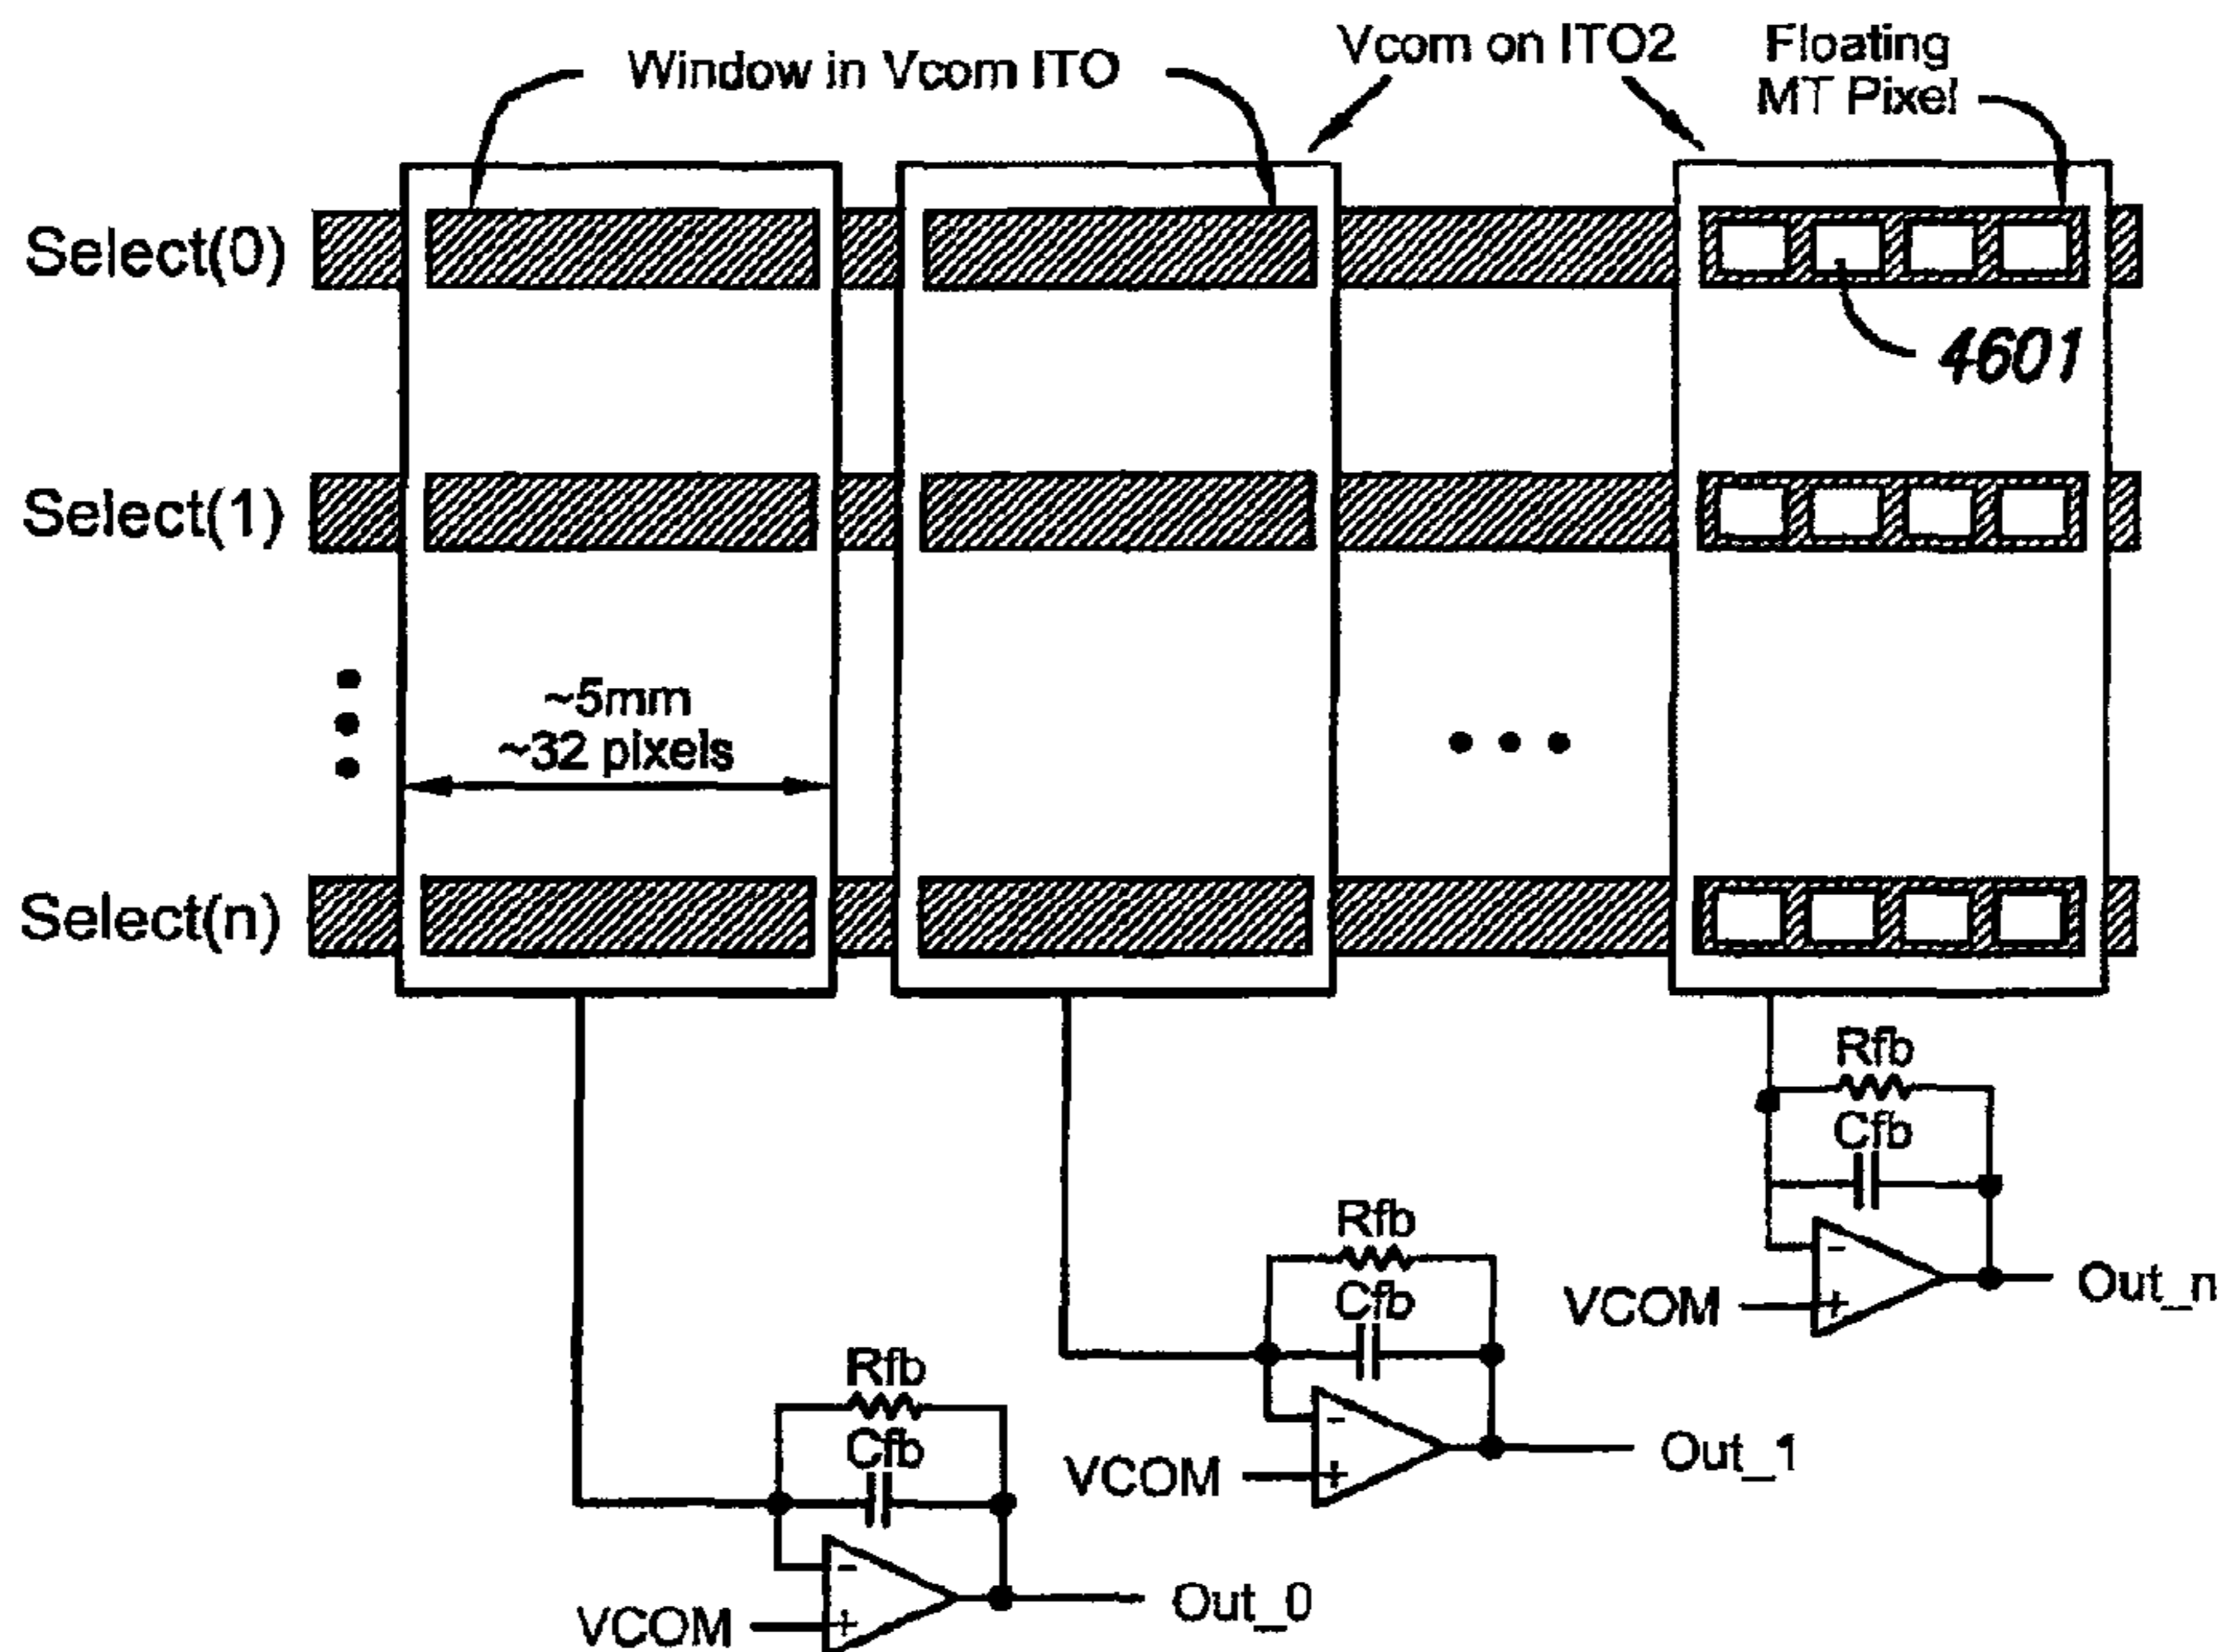 Window in Vcom ITO
Vcom on ITO2
Floating
MT Pixel
Select(0)
4601
Select(1)
~5mm
~32 pixels
Select(n)
Rfb
Cfb
-
+
VCOM
Out_n
Rfb
Cfb
-
+
VCOM
Out_1
Rfb
Cfb
-
+
VCOM
Out_0